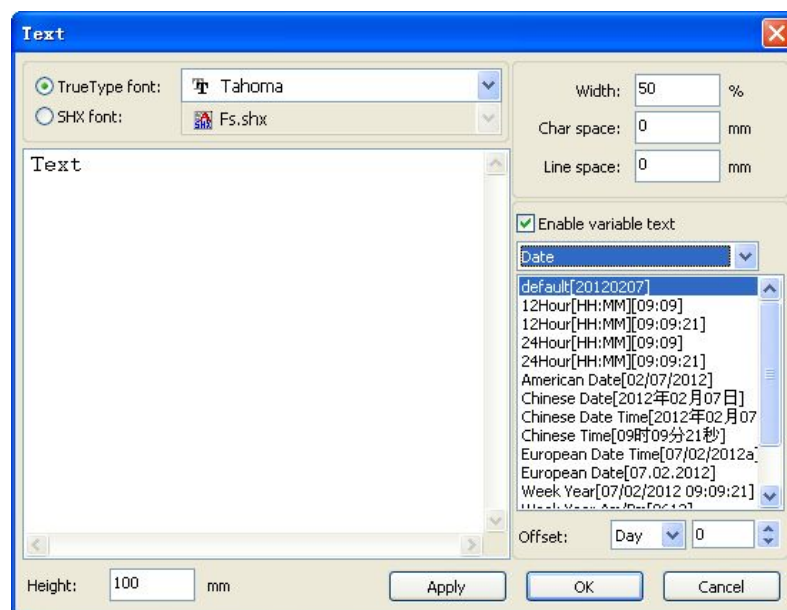 Text
TrueType font: Tahoma
SHX font: Fs.shx
Text
Width: 50 %
Char space: 0 mm
Line space: 0 mm
Enable variable text
Date
default[20120207]
12Hour[HH:MM][09:09]
12Hour[HH:MM][09:09:21]
24Hour[HH:MM][09:09]
24Hour[HH:MM][09:09:21]
American Date[02/07/2012]
Chinese Date[2012年02月07日]
Chinese Date Time[2012年02月07
Chinese Time[09时09分21秒]
European Date Time[07/02/2012a]
European Date[07.02.2012]
Week Year[07/02/2012 09:09:21]
Offset: Day 0
Height: 100 mm Apply OK Cancel